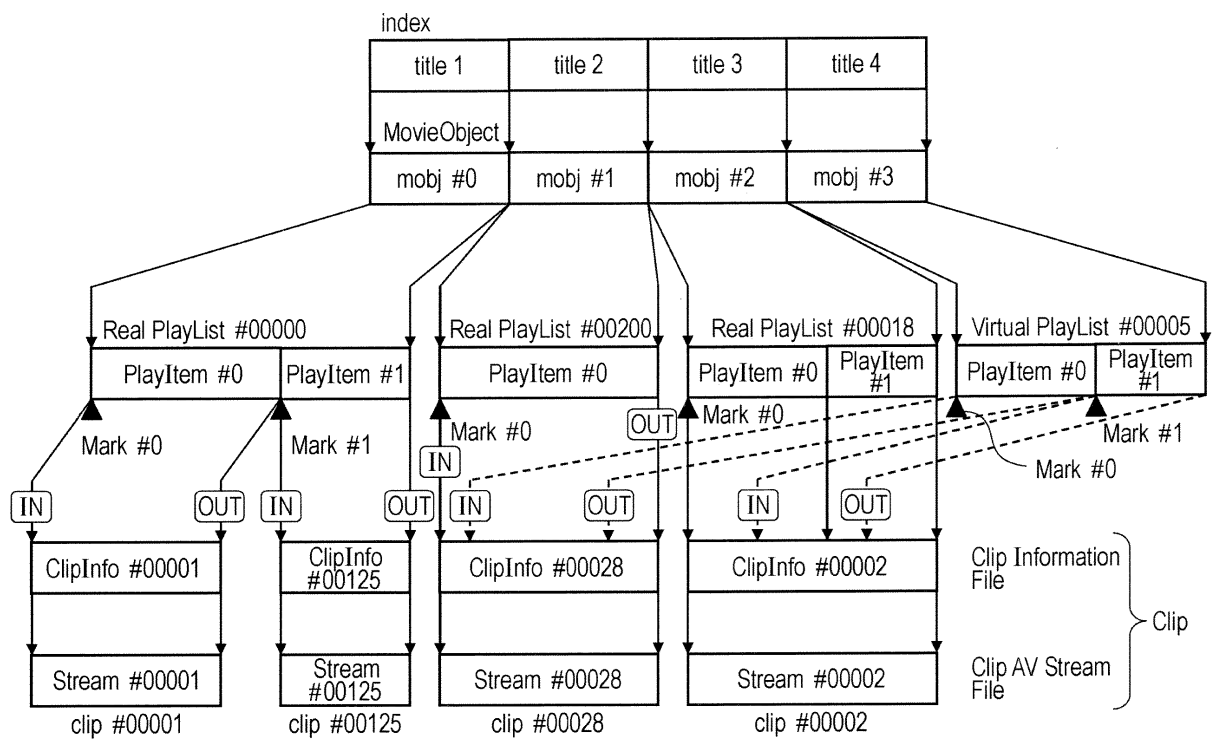 index
title 1 title 2 title 3 title 4
MovieObject
mobj #0 mobj #1 mobj #2 mobj #3
Real PlayList #00000 Real PlayList #00200 Real PlayList #00018 Virtual PlayList #00005
PlayItem #0 PlayItem #1 PlayItem #0 PlayItem #0 PlayItem
#1 PlayItem #0 PlayItem
#1
Mark #0 Mark #1 Mark #0 OUT Mark #0 Mark #1
IN Mark #0
IN OUT IN OUT IN OUT IN OUT
ClipInfo #00001 ClipInfo
#00125 ClipInfo #00028 ClipInfo #00002 Clip Information
File
Clip
Stream #00001 Stream
#00125 Stream #00028 Stream #00002 Clip AV Stream
File
clip #00001 clip #00125 clip #00028 clip #00002